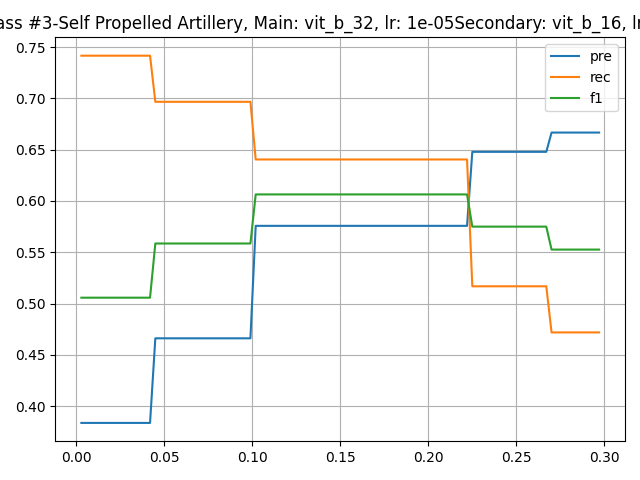 ass #3-Self Propelled Artillery, Main: vit_b_32, lr: 1e-05Secondary: vit_b_16, lr
pre
rec
f1
0.75
0.70
0.65
0.60
0.55
0.50
0.45
0.40
0.00 0.05 0.10 0.15 0.20 0.25 0.30